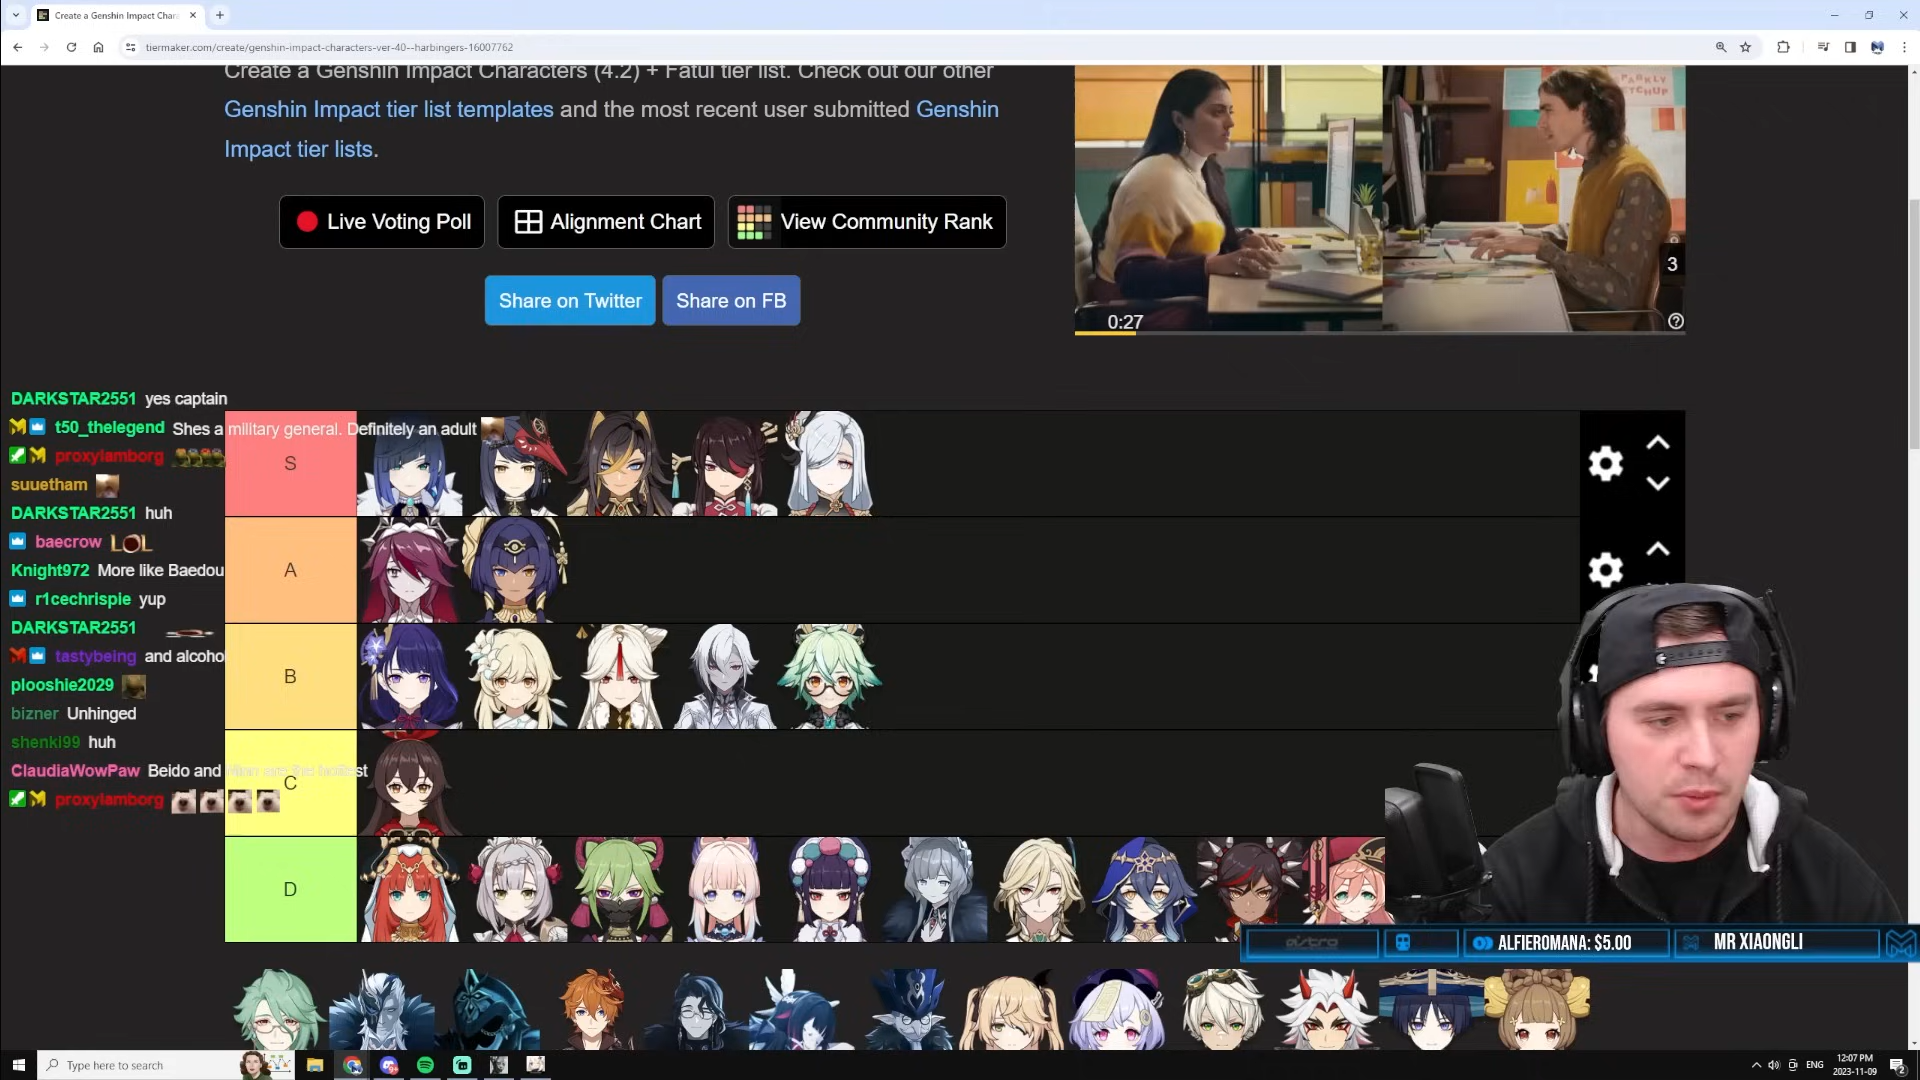 Create a Genshin Impact Char
tiermaker.com/create/genshin-impact-characters-ver-40--harbingers-16007762
Create a Genshin Impact Characters (4.2) + Fatui tier list. Check out our other
Genshin Impact tier list templates and the most recent user submitted Genshin
Impact tier lists.
Live Voting Poll
Alignment Chart
View Community Rank
Share on Twitter
Share on FB
3
0:27
DARKSTAR2551 yes captain
t50_thelegend Shes a military general. Definitely an adult
proxylamborg
suuetham
DARKSTAR2551 huh
baecrow LOL
Knight972 More like Baedou
r1cechrispie yup
DARKSTAR2551
tastybeing and alcoho
plooshie2029
bizner Unhinged
shenki99 huh
ClaudiaWowPaw Beido and
proxylamborg
S
A
B
C
D
astro
ALFIEROMANA: $5.00
MR XIAONGLI
Type here to search
ENG
12:07 PM
2023-11-09
2